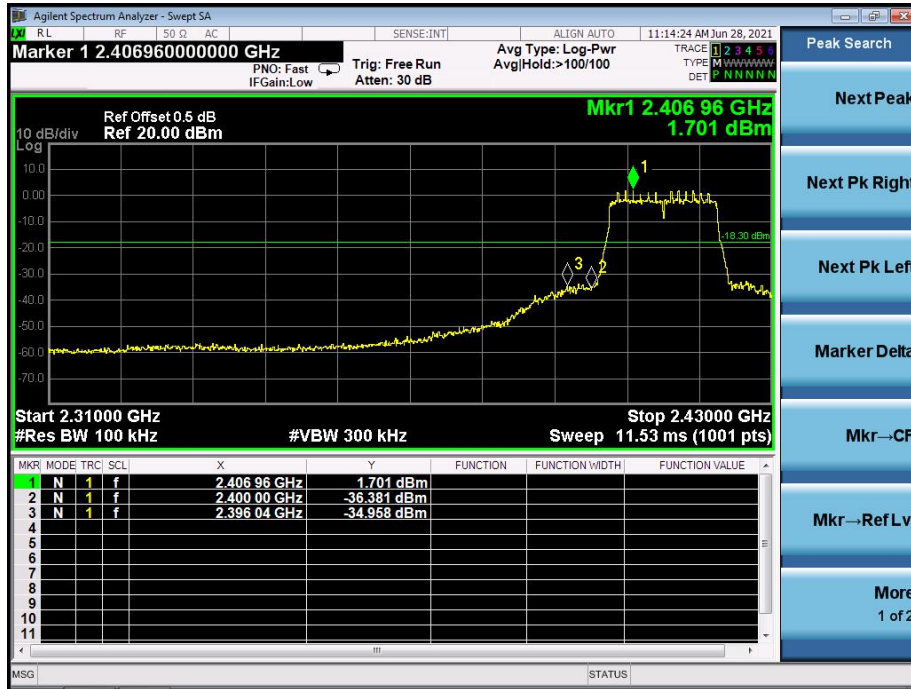 Agilent Spectrum Analyzer - Swept SA
LXI RL RF 50 Ω AC SENSE:INT ALIGN AUTO 11:14:24 AM Jun 28, 2021
Marker 1 2.406960000000 GHz
PNO: Fast
IFGain:Low
Trig: Free Run
Atten: 30 dB
Avg Type: Log-Pwr
Avg|Hold:>100/100
TRACE 1 2 3 4 5 6
TYPE M W W W W W
DET P N N N N N
Peak Search
Next Peak
Next Pk Right
Next Pk Left
Marker Delta
Mkr→CF
Mkr→Ref Lv
More
1 of 2
Mkr1 2.406 96 GHz
1.701 dBm
Ref Offset 0.5 dB
10 dB/div Ref 20.00 dBm
Log
10.0
0.00
-10.0
-20.0
-30.0
-40.0
-50.0
-60.0
-70.0
1
-18.30 dBm
3 2
Start 2.31000 GHz Stop 2.43000 GHz
#Res BW 100 kHz #VBW 300 kHz Sweep 11.53 ms (1001 pts)
MKR MODE TRC SCL X Y FUNCTION FUNCTION WIDTH FUNCTION VALUE
1 N 1 f 2.406 96 GHz 1.701 dBm
2 N 1 f 2.400 00 GHz -36.381 dBm
3 N 1 f 2.396 04 GHz -34.958 dBm
4
5
6
7
8
9
10
11
MSG STATUS